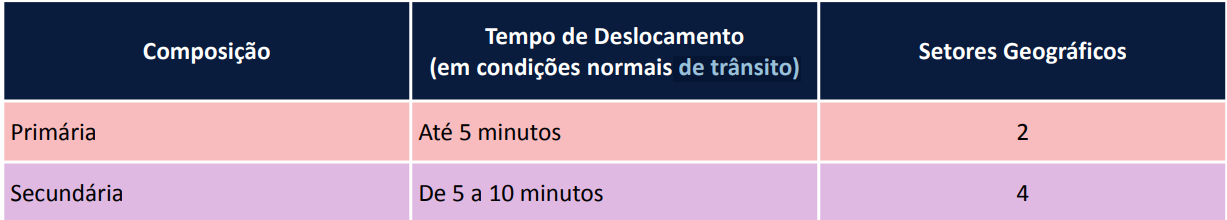 Composição
Tempo de Deslocamento
(em condições normais de trânsito)
Setores Geográficos
Primária
Até 5 minutos
2
Secundária
De 5 a 10 minutos
4